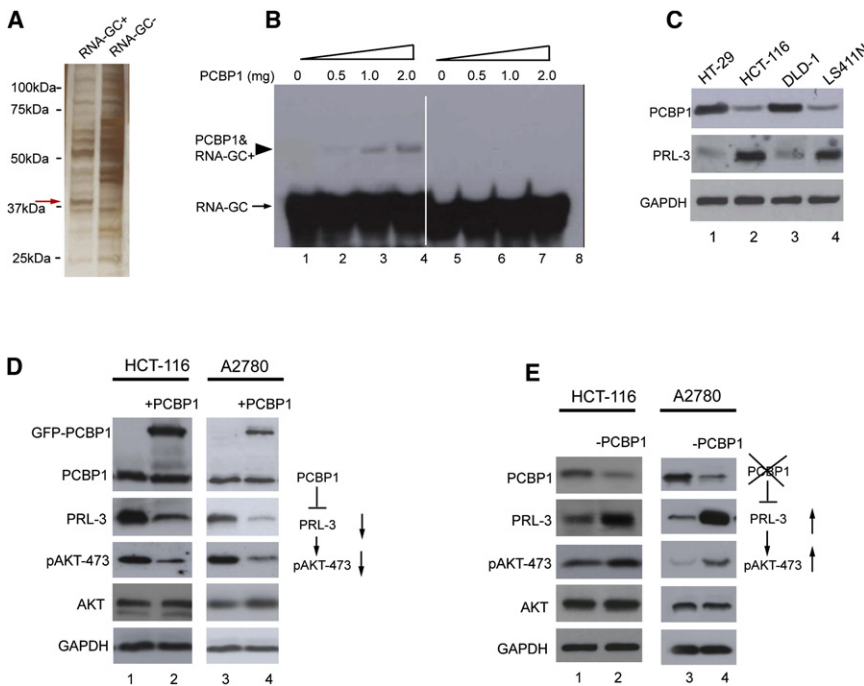 A
RNA-GC+
RNA-GC-
100kDa
75kDa
50kDa
37kDa
25kDa
B
PCBP1 (mg)
0 0.5 1.0 2.0 0 0.5 1.0 2.0
PCBP1&
RNA-GC+
RNA-GC
1 2 3 4 5 6 7 8
C
HT-29
HCT-116
DLD-1
LS411N
PCBP1
PRL-3
GAPDH
1 2 3 4
D
HCT-116 A2780
+PCBP1 +PCBP1
GFP-PCBP1
PCBP1
PRL-3
pAKT-473
AKT
GAPDH
1 2 3 4
PCBP1
PRL-3
pAKT-473
E
HCT-116 A2780
-PCBP1 -PCBP1
PCBP1
PRL-3
pAKT-473
AKT
GAPDH
1 2 3 4
PCBP1
PRL-3
pAKT-473